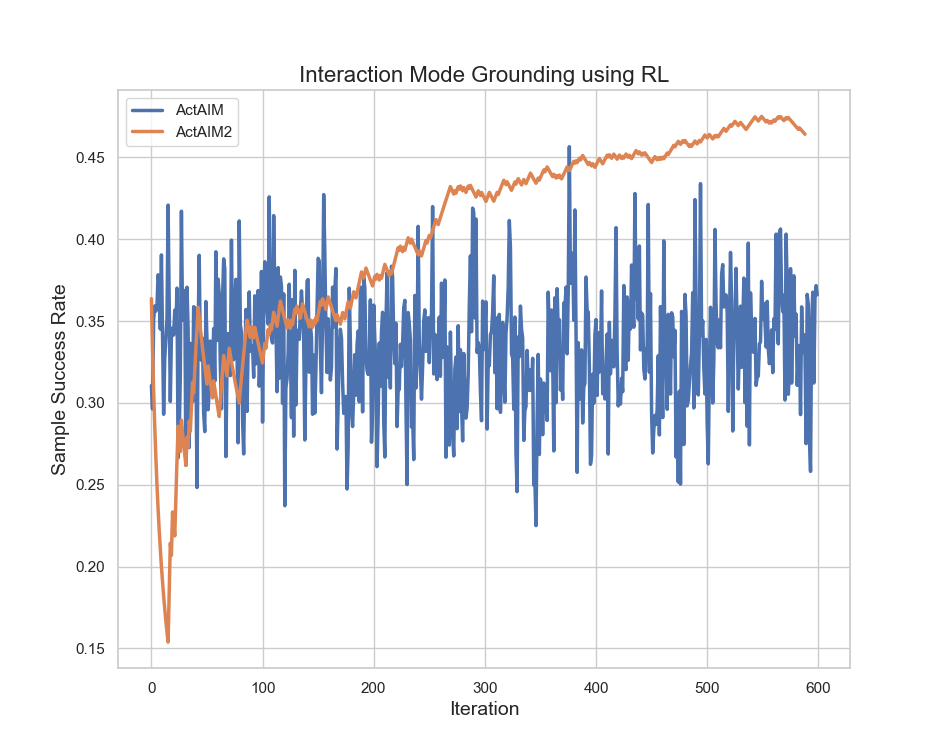 Interaction Mode Grounding using RL
ActAIM
ActAIM2
Sample Success Rate
0.45
0.40
0.35
0.30
0.25
0.20
0.15
0 100 200 300 400 500 600
Iteration